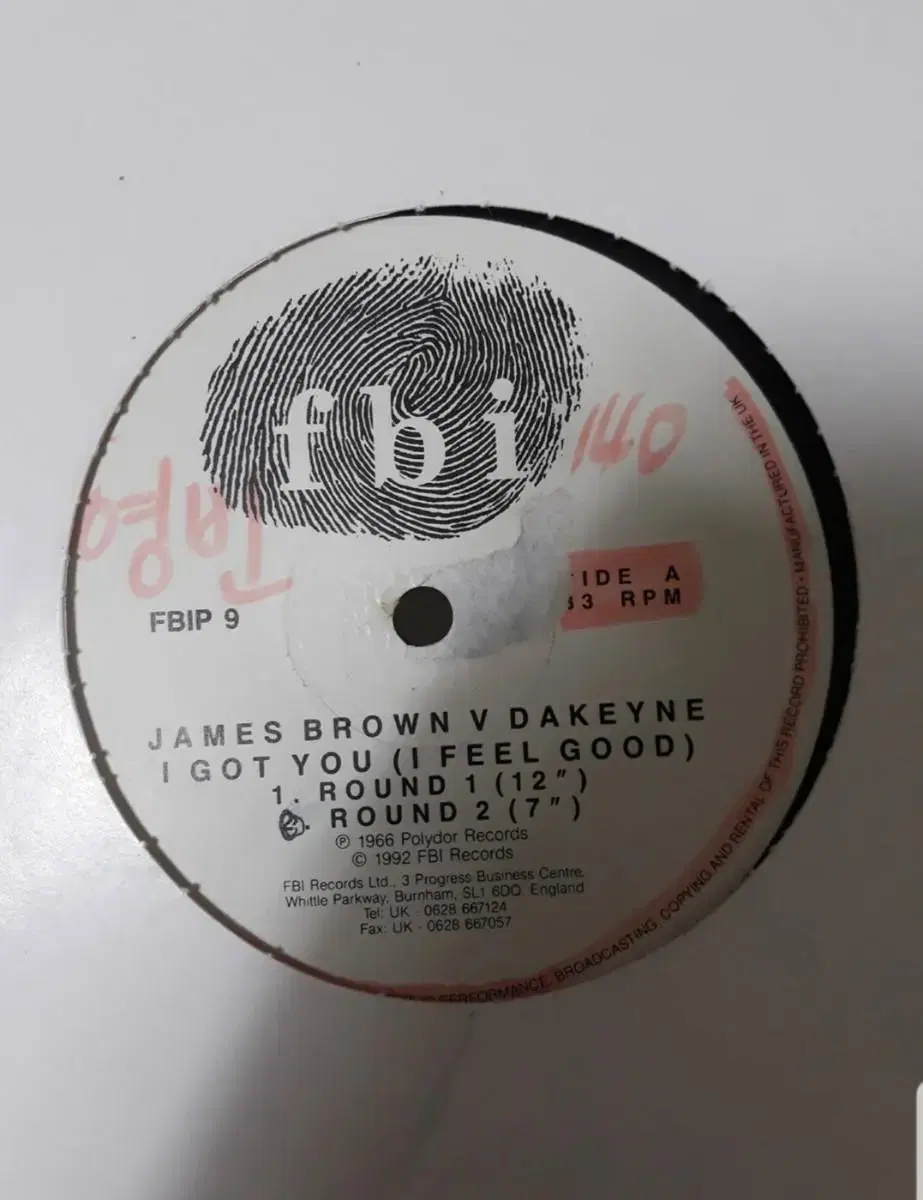 fbi
140
형빈
IDE A
33 RPM
FBIP 9
JAMES BROWN V DAKEYNE
I GOT YOU (I FEEL GOOD)
1. ROUND 1 (12")
ROUND 2 (7")
℗ 1966 Polydor Records
© 1992 FBI Records
FBI Records Ltd., 3 Progress Business Centre,
Whittle Parkway, Burnham, SL1 6DQ. England
Tel: UK - 0628 667124
Fax: UK - 0628 667057
PERFORMANCE, BROADCASTING, COPYING AND RENTAL OF THIS RECORD PROHIBITED - MANUFACTURED IN THE UK